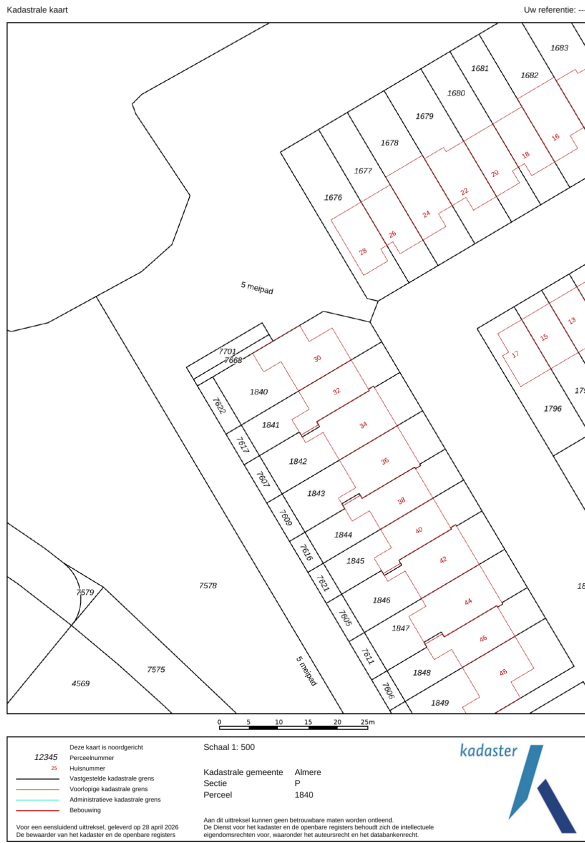 Kadastrale kaart
Uw referentie: --
1683
1681
1682
1680
1679
1678
1677
1676
16
18
20
22
24
26
28
5 meipad
13
15
17
1796
179
7701
7668
30
1840
32
7622
1841
34
7617
1842
36
7607
1843
38
7609
1844
40
7616
1845
42
7621
1846
44
7605
1847
46
7611
1848
48
7606
1849
18
7578
7579
7575
4569
5 meipad
0 5 10 15 20 25m
12345
25
Deze kaart is noordgericht
Perceelnummer
Huisnummer
Vastgestelde kadastrale grens
Voorlopige kadastrale grens
Administratieve kadastrale grens
Bebouwing
Voor een eensluidend uittreksel, geleverd op 28 april 2026
De bewaarder van het kadaster en de openbare registers
Schaal 1: 500
Kadastrale gemeente Almere
Sectie P
Perceel 1840
Aan dit uittreksel kunnen geen betrouwbare maten worden ontleend.
De Dienst voor het kadaster en de openbare registers behoudt zich de intellectuele
eigendomsrechten voor, waaronder het auteursrecht en het databankenrecht.
kadaster